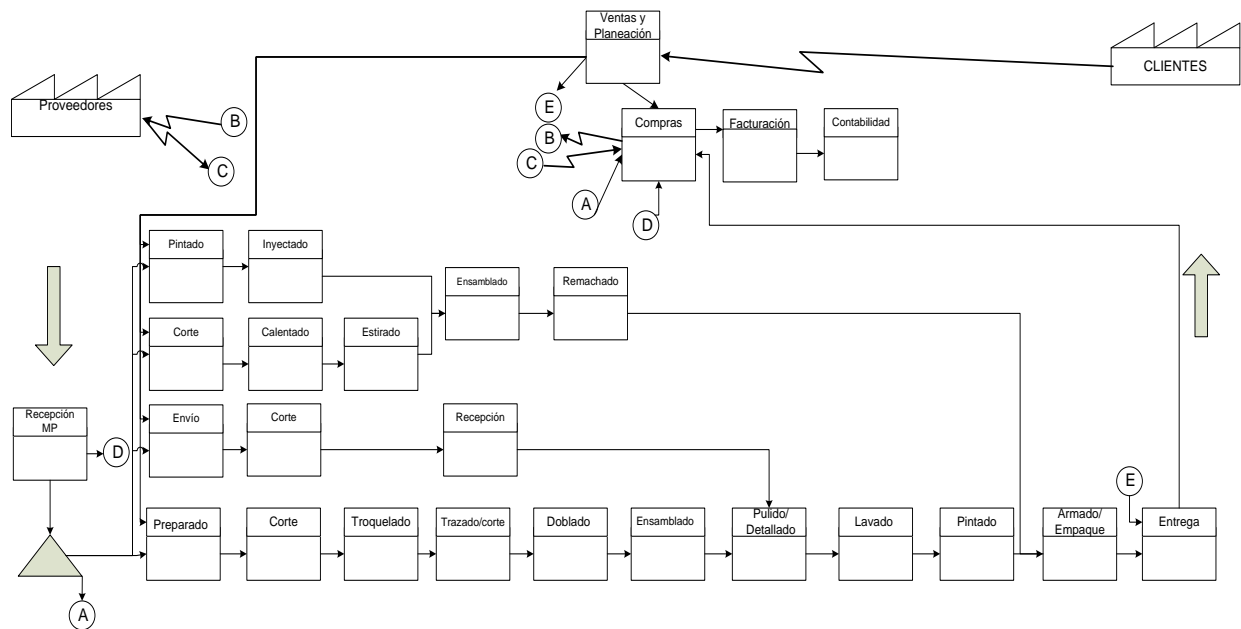 Ventas y
Planeación
CLIENTES
Proveedores
E
B
Compras
Facturación
Contabilidad
B
C
C
A
D
Pintado
Inyectado
Ensamblado
Remachado
Corte
Calentado
Estirado
Recepción
MP
D
Envío
Corte
Recepción
E
Preparado
Corte
Troquelado
Trazado/corte
Doblado
Ensamblado
Pulido/
Detallado
Lavado
Pintado
Armado/
Empaque
Entrega
A